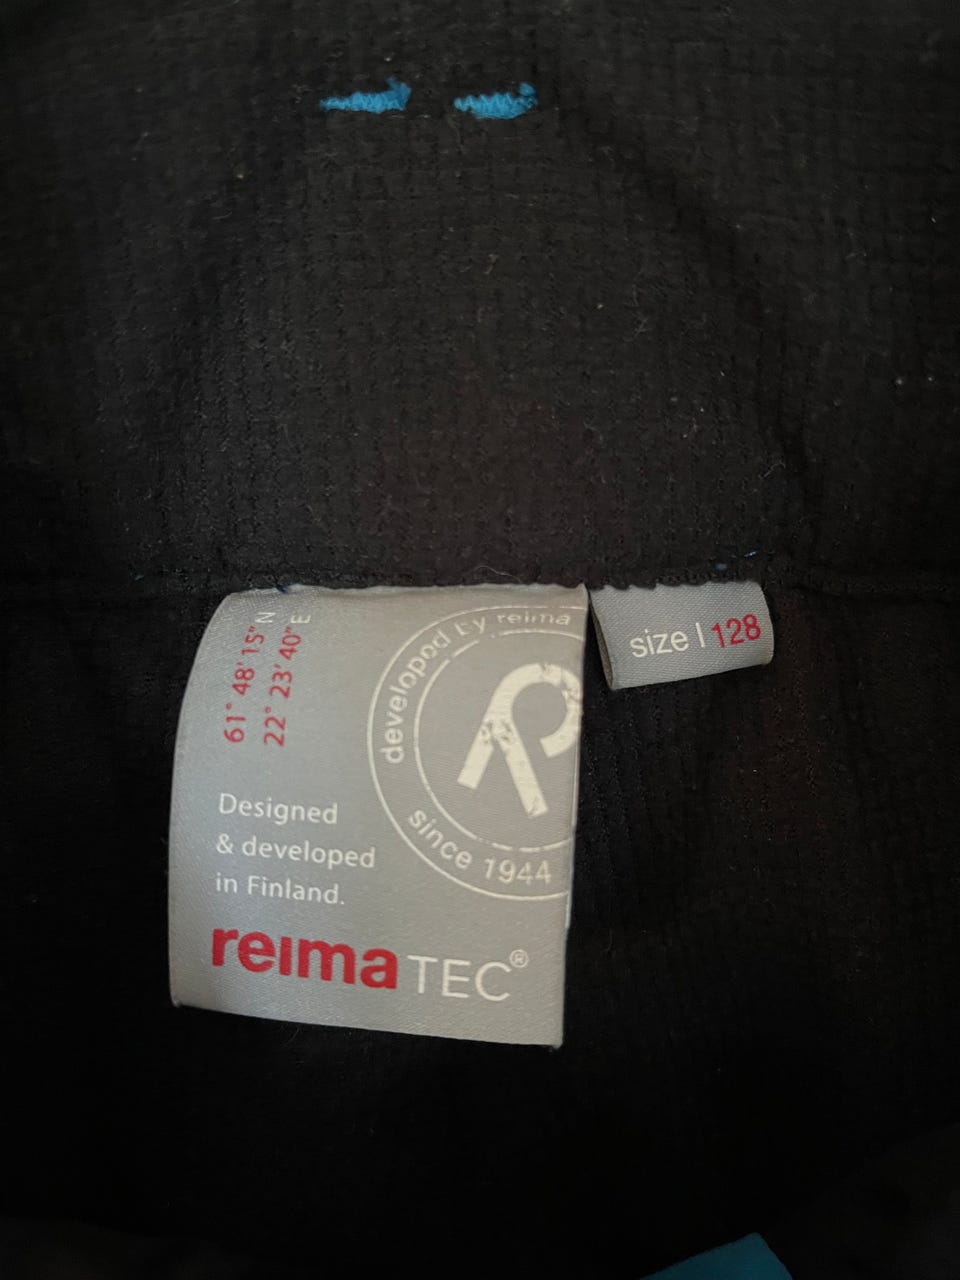 61° 48' 15" N
22° 23' 40" E
developed by reima
R
since 1944
Designed
& developed
in Finland.
reima TEC®
size | 128